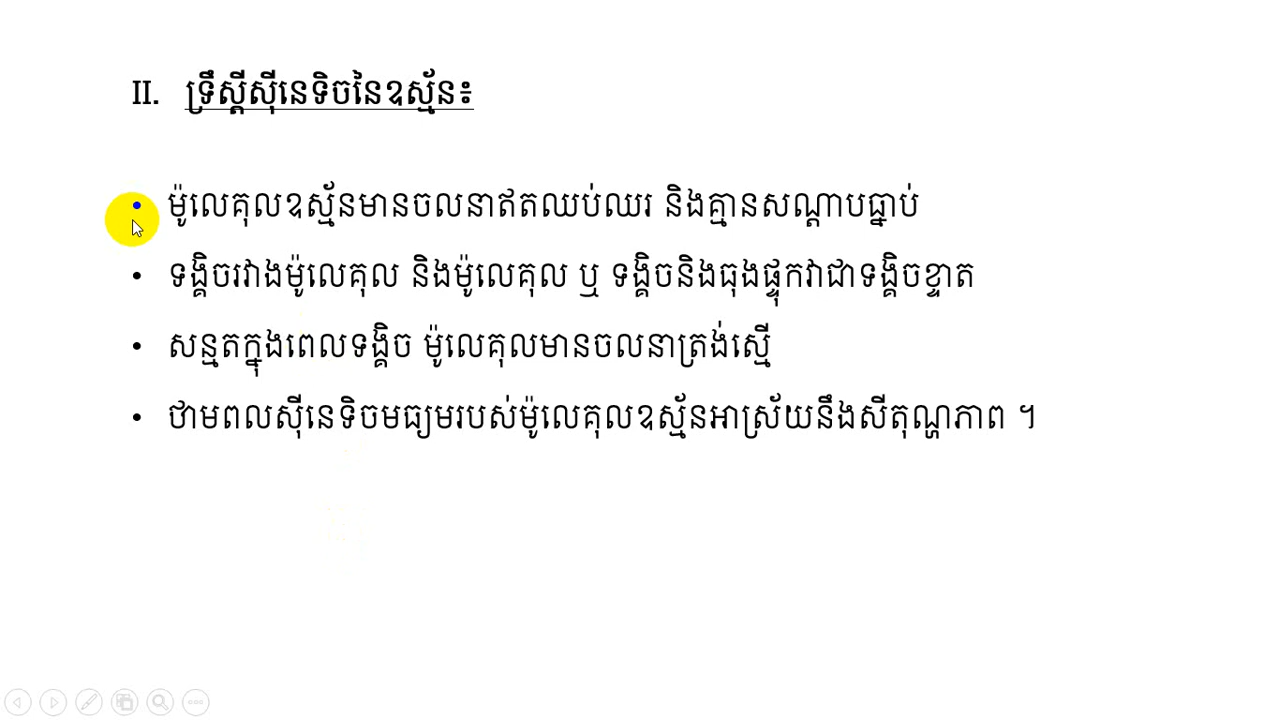 II. ទ្រឹស្តីស៊ីនេទិចនៃឧស្ម័ន៖
• ម៉ូលេគុលឧស្ម័នមានចលនាឥតឈប់ឈរ និងគ្មានសណ្តាបធ្នាប់
• ទង្គិចរវាងម៉ូលេគុល និងម៉ូលេគុល ឬ ទង្គិចនិងធុងផ្ទុកវាជាទង្គិចខ្ទាត
• សន្មតក្នុងពេលទង្គិច ម៉ូលេគុលមានចលនាត្រង់ស្មើ
• ថាមពលស៊ីនេទិចមធ្យមរបស់ម៉ូលេគុលឧស្ម័នអាស្រ័យនឹងសីតុណ្ហភាព ។